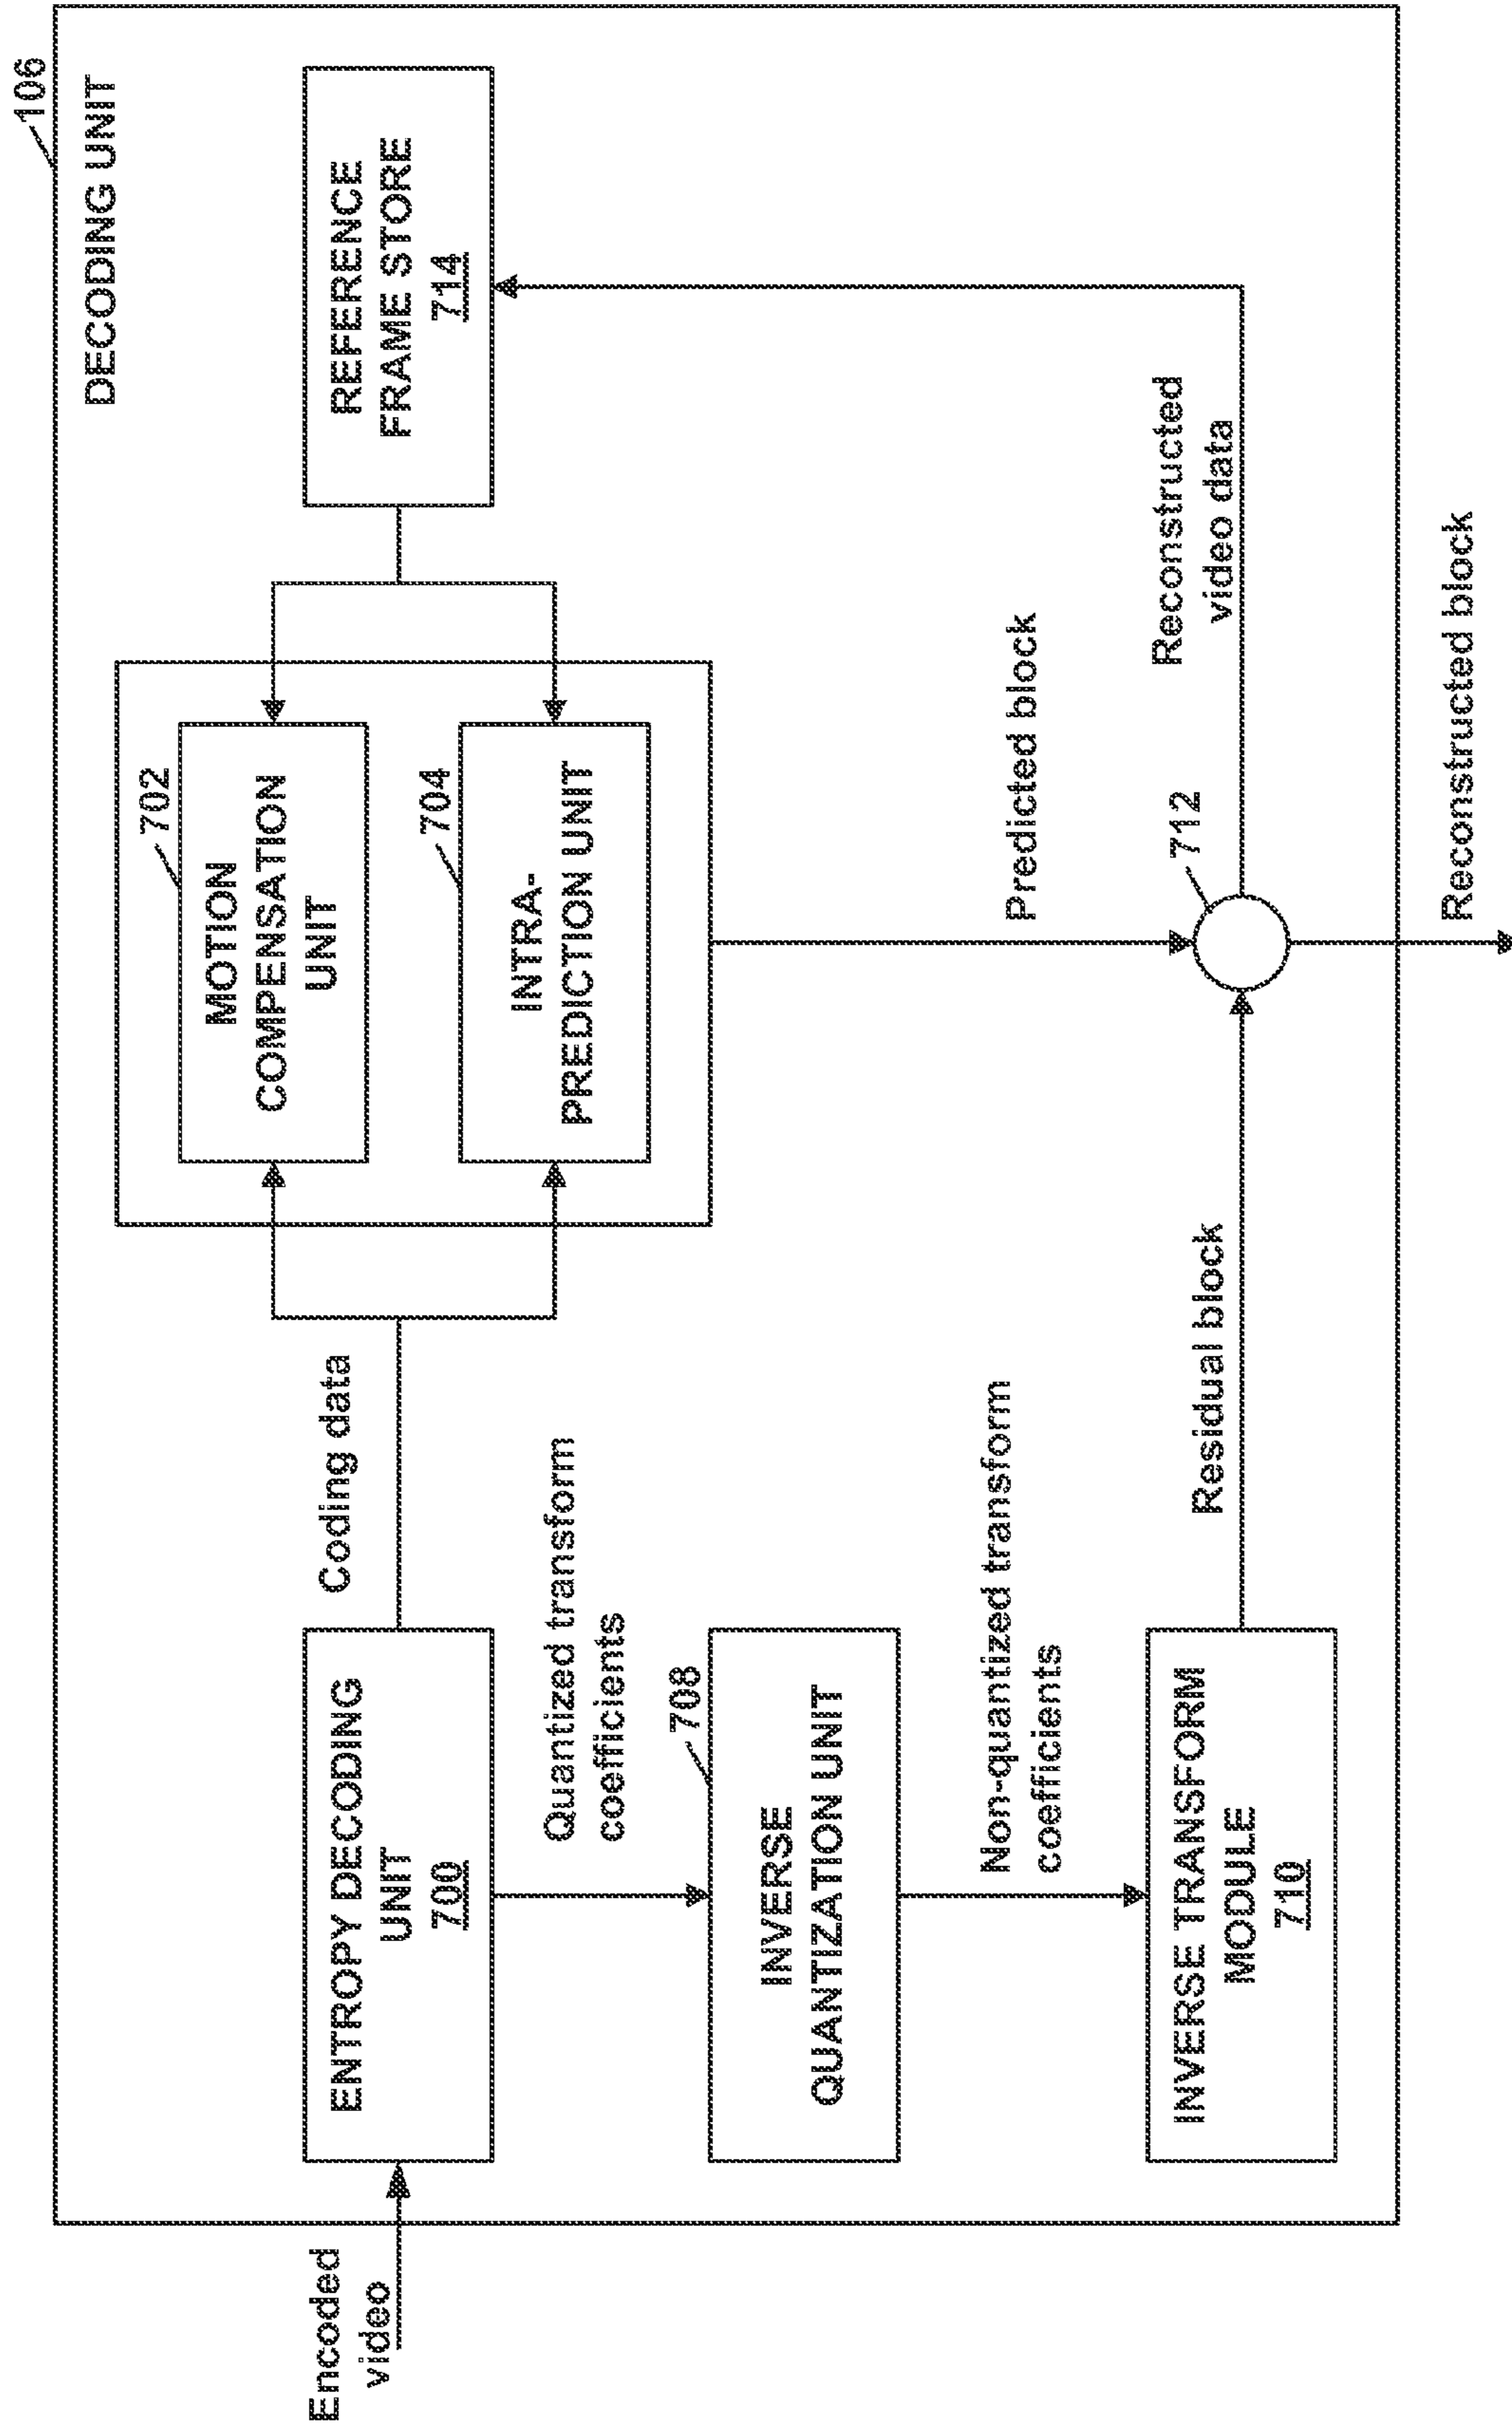 106
DECODING UNIT
Encoded
video
ENTROPY DECODING
UNIT
700
Coding data
702
MOTION
COMPENSATION
UNIT
704
INTRA-
PREDICTION UNIT
REFERENCE
FRAME STORE
714
Quantized transform
coefficients
708
INVERSE
QUANTIZATION UNIT
Non-quantized transform
coefficients
Predicted block
INVERSE TRANSFORM
MODULE
710
Residual block
712
Reconstructed
video data
Reconstructed block